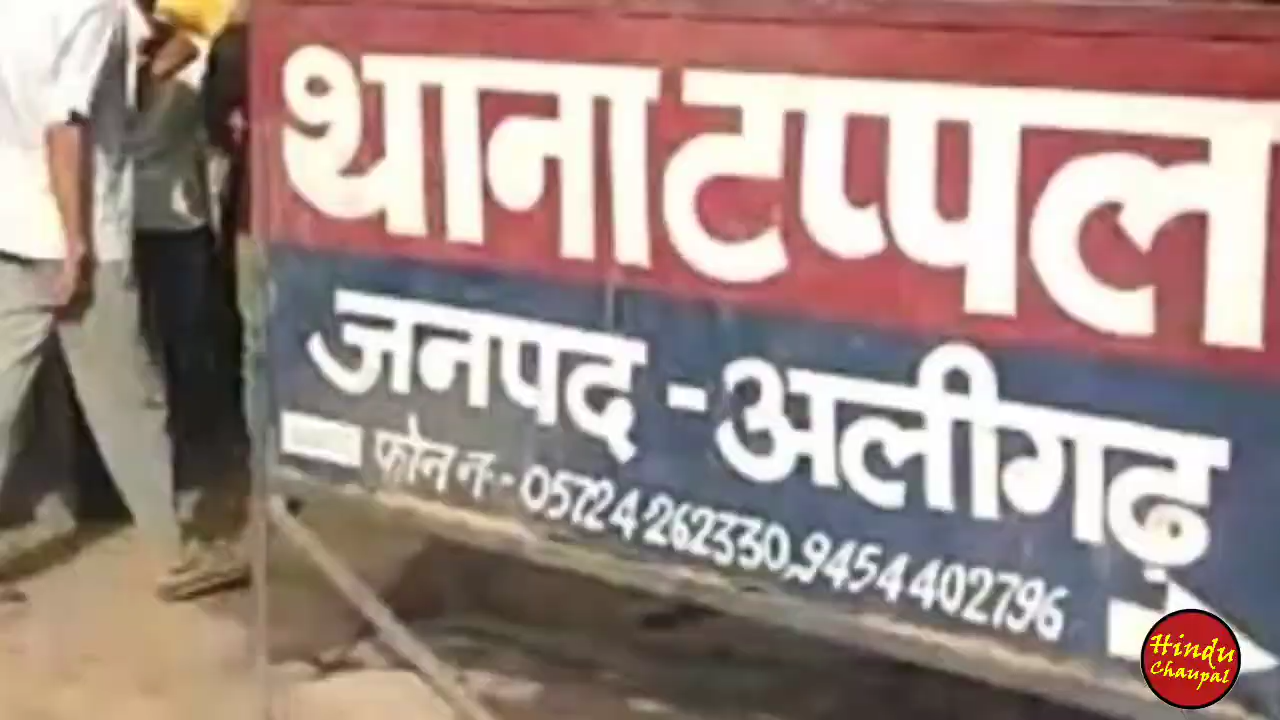 थाना टप्पल
जनपद - अलीगढ़
फोन न.- 05724 262330, 9454402796
Hindu
Chaupal